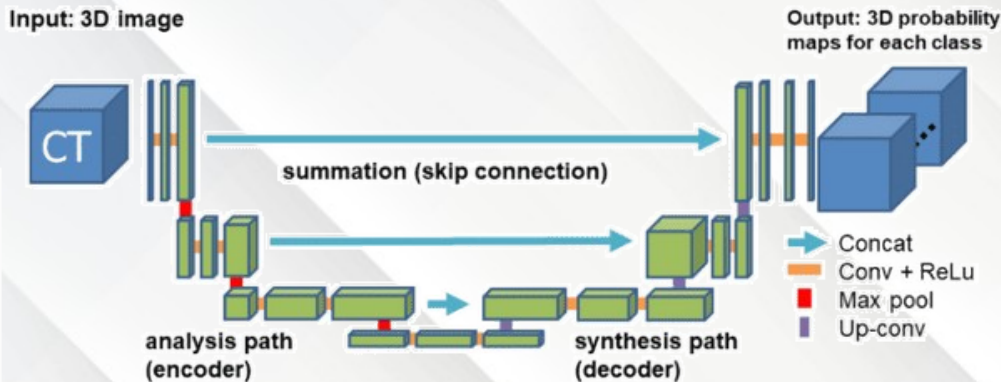 Input: 3D image
Output: 3D probability
maps for each class
CT
summation (skip connection)
Concat
Conv + ReLu
Max pool
Up-conv
analysis path
(encoder)
synthesis path
(decoder)